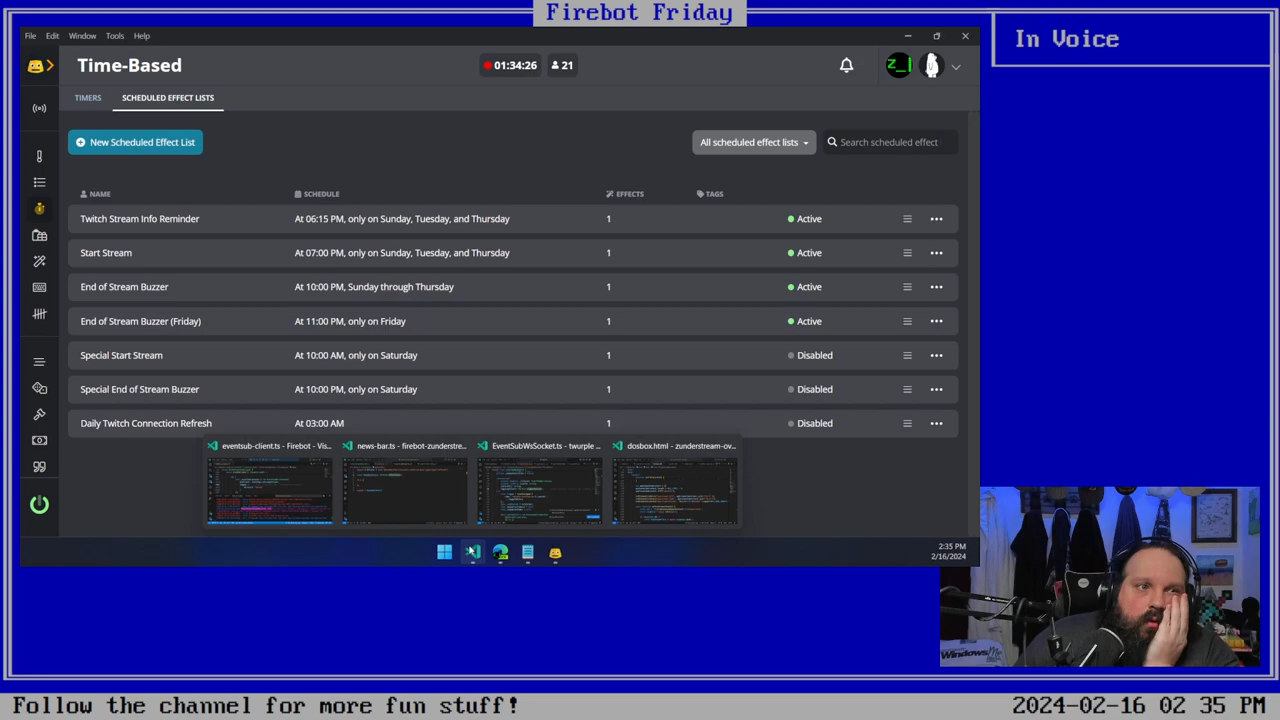 Firebot Friday
File Edit Window Tools Help
In Voice
Time-Based
01:34:26
21
z_|
TIMERS
SCHEDULED EFFECT LISTS
New Scheduled Effect List
All scheduled effect lists
Search scheduled effect
NAME SCHEDULE EFFECTS TAGS
Twitch Stream Info Reminder At 06:15 PM, only on Sunday, Tuesday, and Thursday 1 Active
Start Stream At 07:00 PM, only on Sunday, Tuesday, and Thursday 1 Active
End of Stream Buzzer At 10:00 PM, Sunday through Thursday 1 Active
End of Stream Buzzer (Friday) At 11:00 PM, only on Friday 1 Active
Special Start Stream At 10:00 AM, only on Saturday 1 Disabled
Special End of Stream Buzzer At 10:00 PM, only on Saturday 1 Disabled
Daily Twitch Connection Refresh At 03:00 AM 1 Disabled
eventsub-client.ts - Firebot - Vis...
news-bar.ts - firebot-zunderstre...
EventSubWsSocket.ts - twurple ...
dosbox.html - zunderstream-ov...
2:35 PM
2/16/2024
Windows Me
Follow the channel for more fun stuff!
2024-02-16 02 35 PM